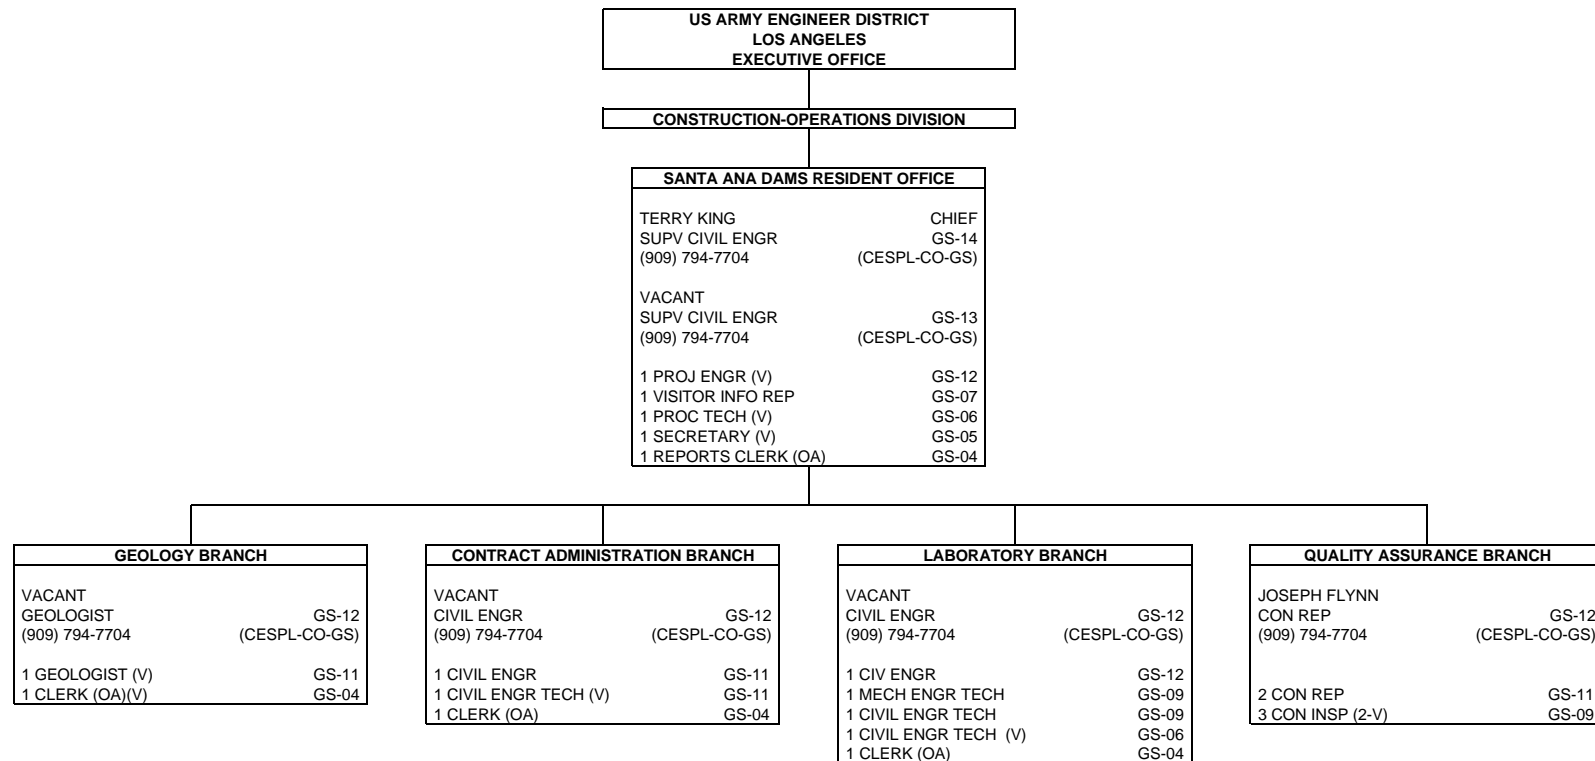 US ARMY ENGINEER DISTRICT
LOS ANGELES
EXECUTIVE OFFICE
CONSTRUCTION-OPERATIONS DIVISION
SANTA ANA DAMS RESIDENT OFFICE
TERRY KING CHIEF
SUPV CIVIL ENGR GS-14
(909) 794-7704 (CESPL-CO-GS)
VACANT
SUPV CIVIL ENGR GS-13
(909) 794-7704 (CESPL-CO-GS)
1 PROJ ENGR (V) GS-12
1 VISITOR INFO REP GS-07
1 PROC TECH (V) GS-06
1 SECRETARY (V) GS-05
1 REPORTS CLERK (OA) GS-04
GEOLOGY BRANCH
VACANT
GEOLOGIST GS-12
(909) 794-7704 (CESPL-CO-GS)
1 GEOLOGIST (V) GS-11
1 CLERK (OA)(V) GS-04
CONTRACT ADMINISTRATION BRANCH
VACANT
CIVIL ENGR GS-12
(909) 794-7704 (CESPL-CO-GS)
1 CIVIL ENGR GS-11
1 CIVIL ENGR TECH (V) GS-11
1 CLERK (OA) GS-04
LABORATORY BRANCH
VACANT
CIVIL ENGR GS-12
(909) 794-7704 (CESPL-CO-GS)
1 CIV ENGR GS-12
1 MECH ENGR TECH GS-09
1 CIVIL ENGR TECH GS-09
1 CIVIL ENGR TECH (V) GS-06
1 CLERK (OA) GS-04
QUALITY ASSURANCE BRANCH
JOSEPH FLYNN
CON REP GS-12
(909) 794-7704 (CESPL-CO-GS)
2 CON REP GS-11
3 CON INSP (2-V) GS-09